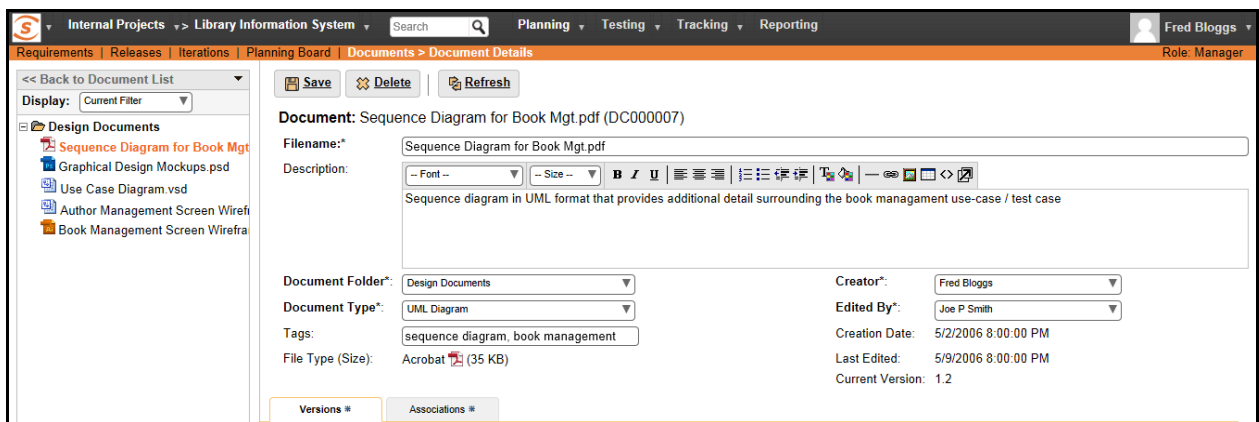 Internal Projects > Library Information System Search Planning Testing Tracking Reporting Fred Bloggs
Requirements | Releases | Iterations | Planning Board | Documents > Document Details Role: Manager
<< Back to Document List
Display: Current Filter
Design Documents
Sequence Diagram for Book Mgt
Graphical Design Mockups.psd
Use Case Diagram.vsd
Author Management Screen Wirefr
Book Management Screen Wirefra
Save Delete | Refresh
Document: Sequence Diagram for Book Mgt.pdf (DC000007)
Filename:* Sequence Diagram for Book Mgt.pdf
Description: -- Font -- -- Size -- B I U
Sequence diagram in UML format that provides additional detail surrounding the book managament use-case / test case
Document Folder*: Design Documents Creator*: Fred Bloggs
Document Type*: UML Diagram Edited By*: Joe P Smith
Tags: sequence diagram, book management Creation Date: 5/2/2006 8:00:00 PM
File Type (Size): Acrobat (35 KB) Last Edited: 5/9/2006 8:00:00 PM
Current Version: 1.2
Versions Associations